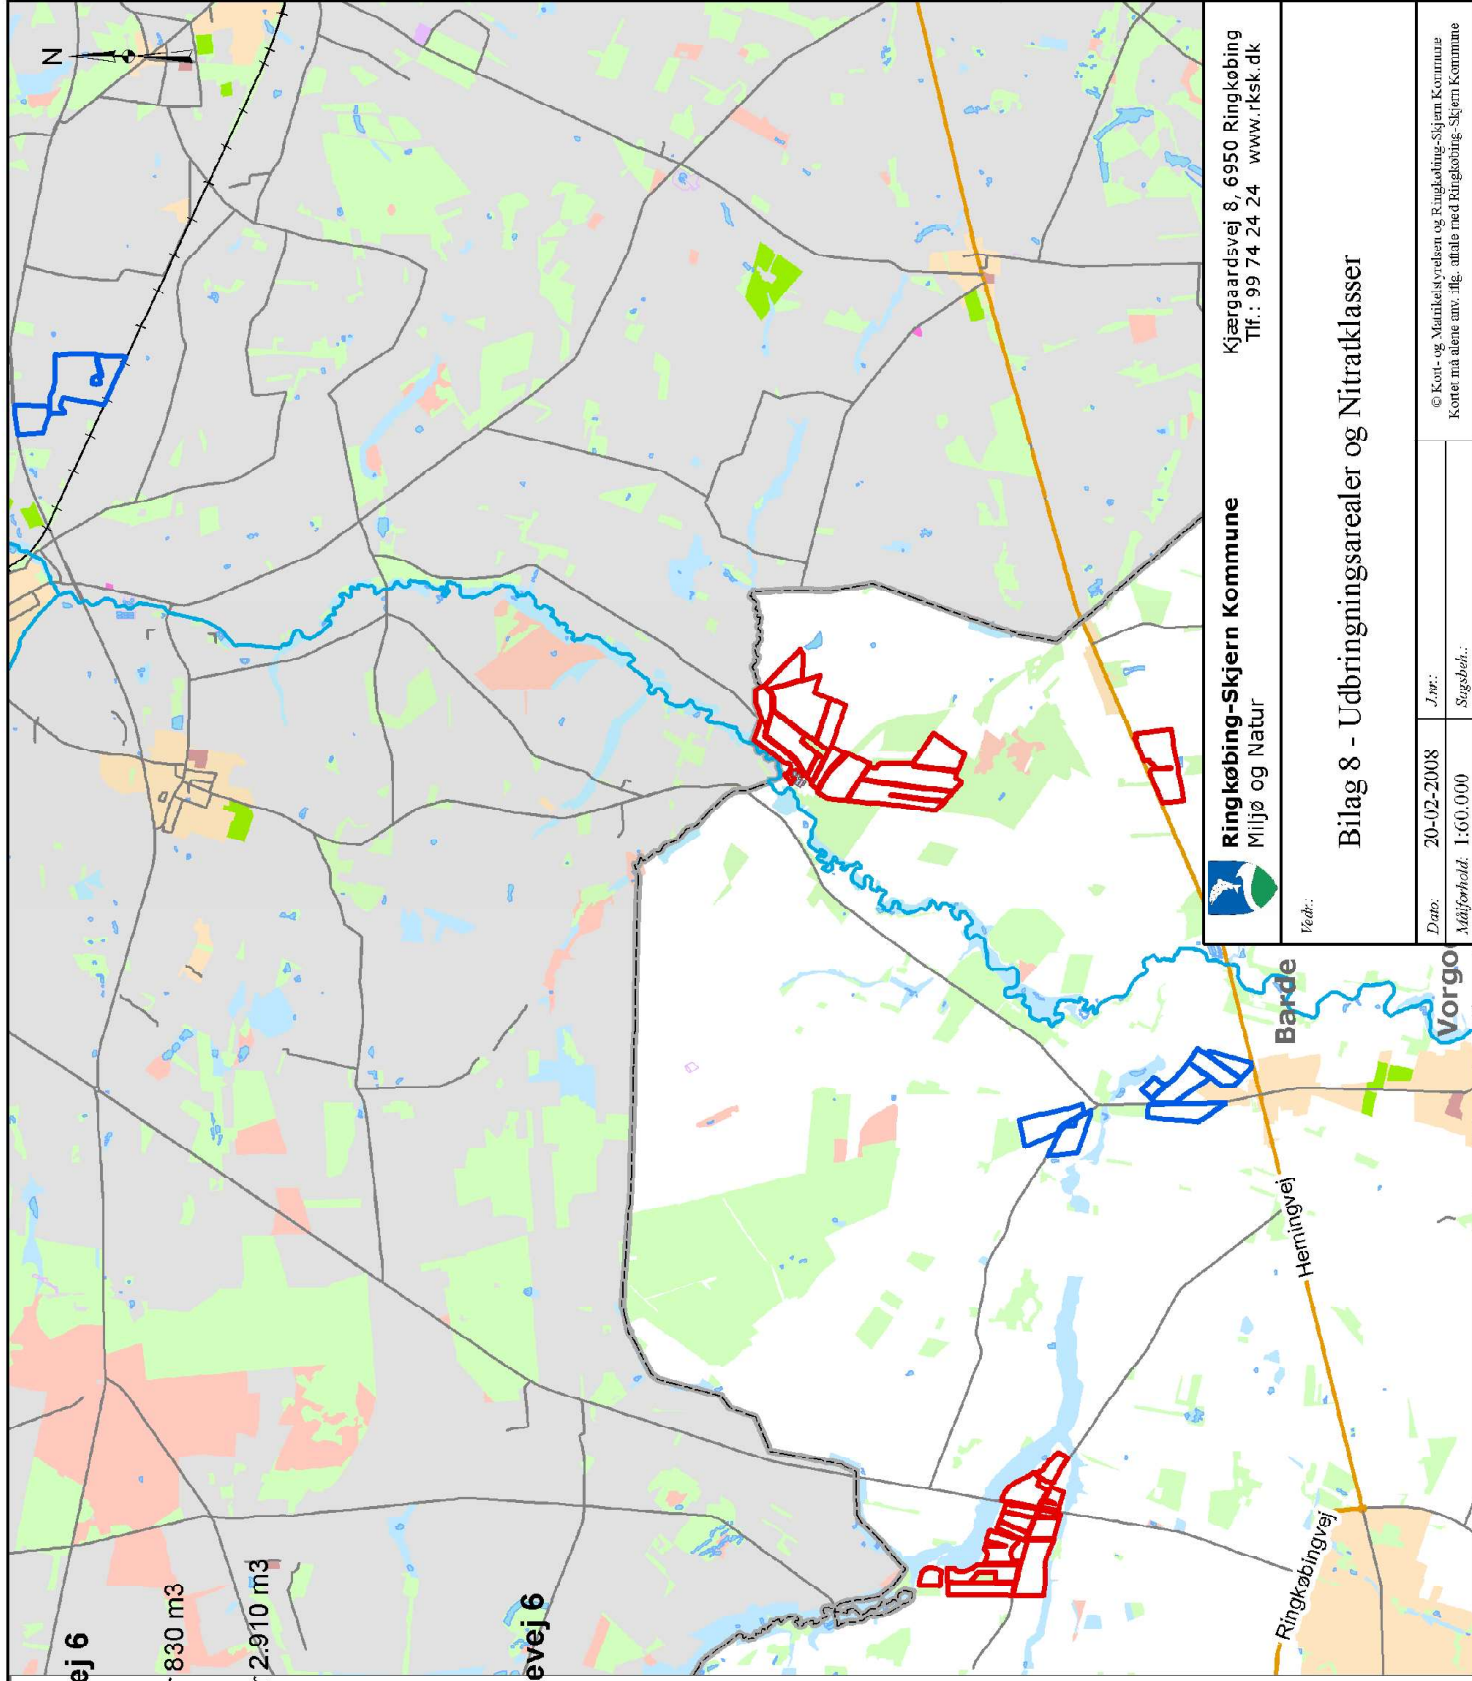 N
ej 6
830 m3
2.910 m3
evej 6
Barde
Vorgo
Herningvej
Ringkøbingvej
Ringkøbing-Skjern Kommune
Miljø og Natur
Kjærgaardsvej 8, 6950 Ringkøbing
Tlf.: 99 74 24 24 www.rksk.dk
Vedr.:
Bilag 8 - Udbringningsarealer og Nitratklasser
Dato: 20-02-2008
J.nr.:
Målforhold: 1:60.000
Sagsbeh.:
© Kort- og Matrikelstyrelsen og Ringkøbing-Skjern Kommune
Kortet må alene anv. iflg. aftale med Ringkøbing-Skjern Kommune